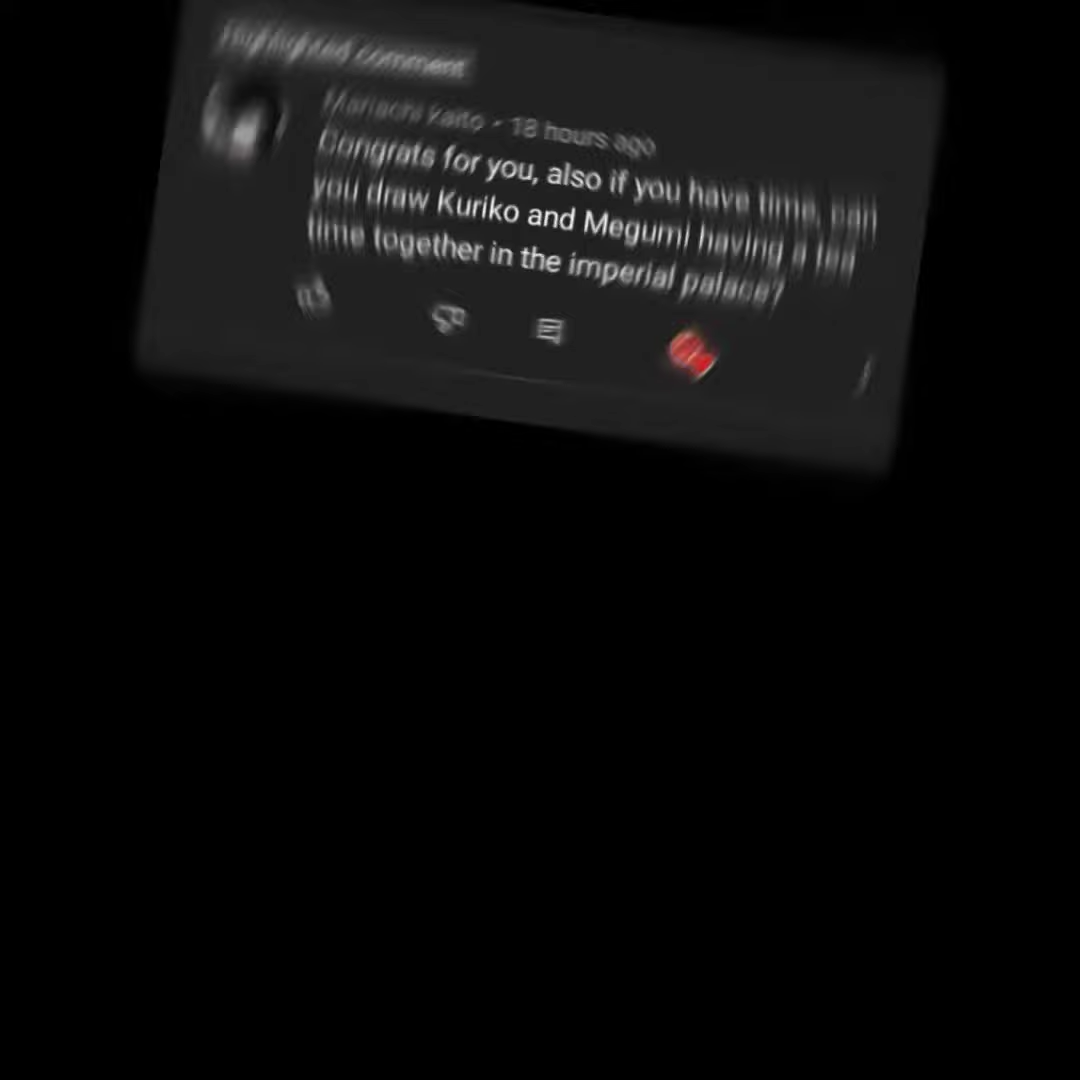 Highlighted comment
Mariachi Kaito • 18 hours ago
Congrats for you, also if you have time, can
you draw Kuriko and Megumi having a tea
time together in the imperial palace?